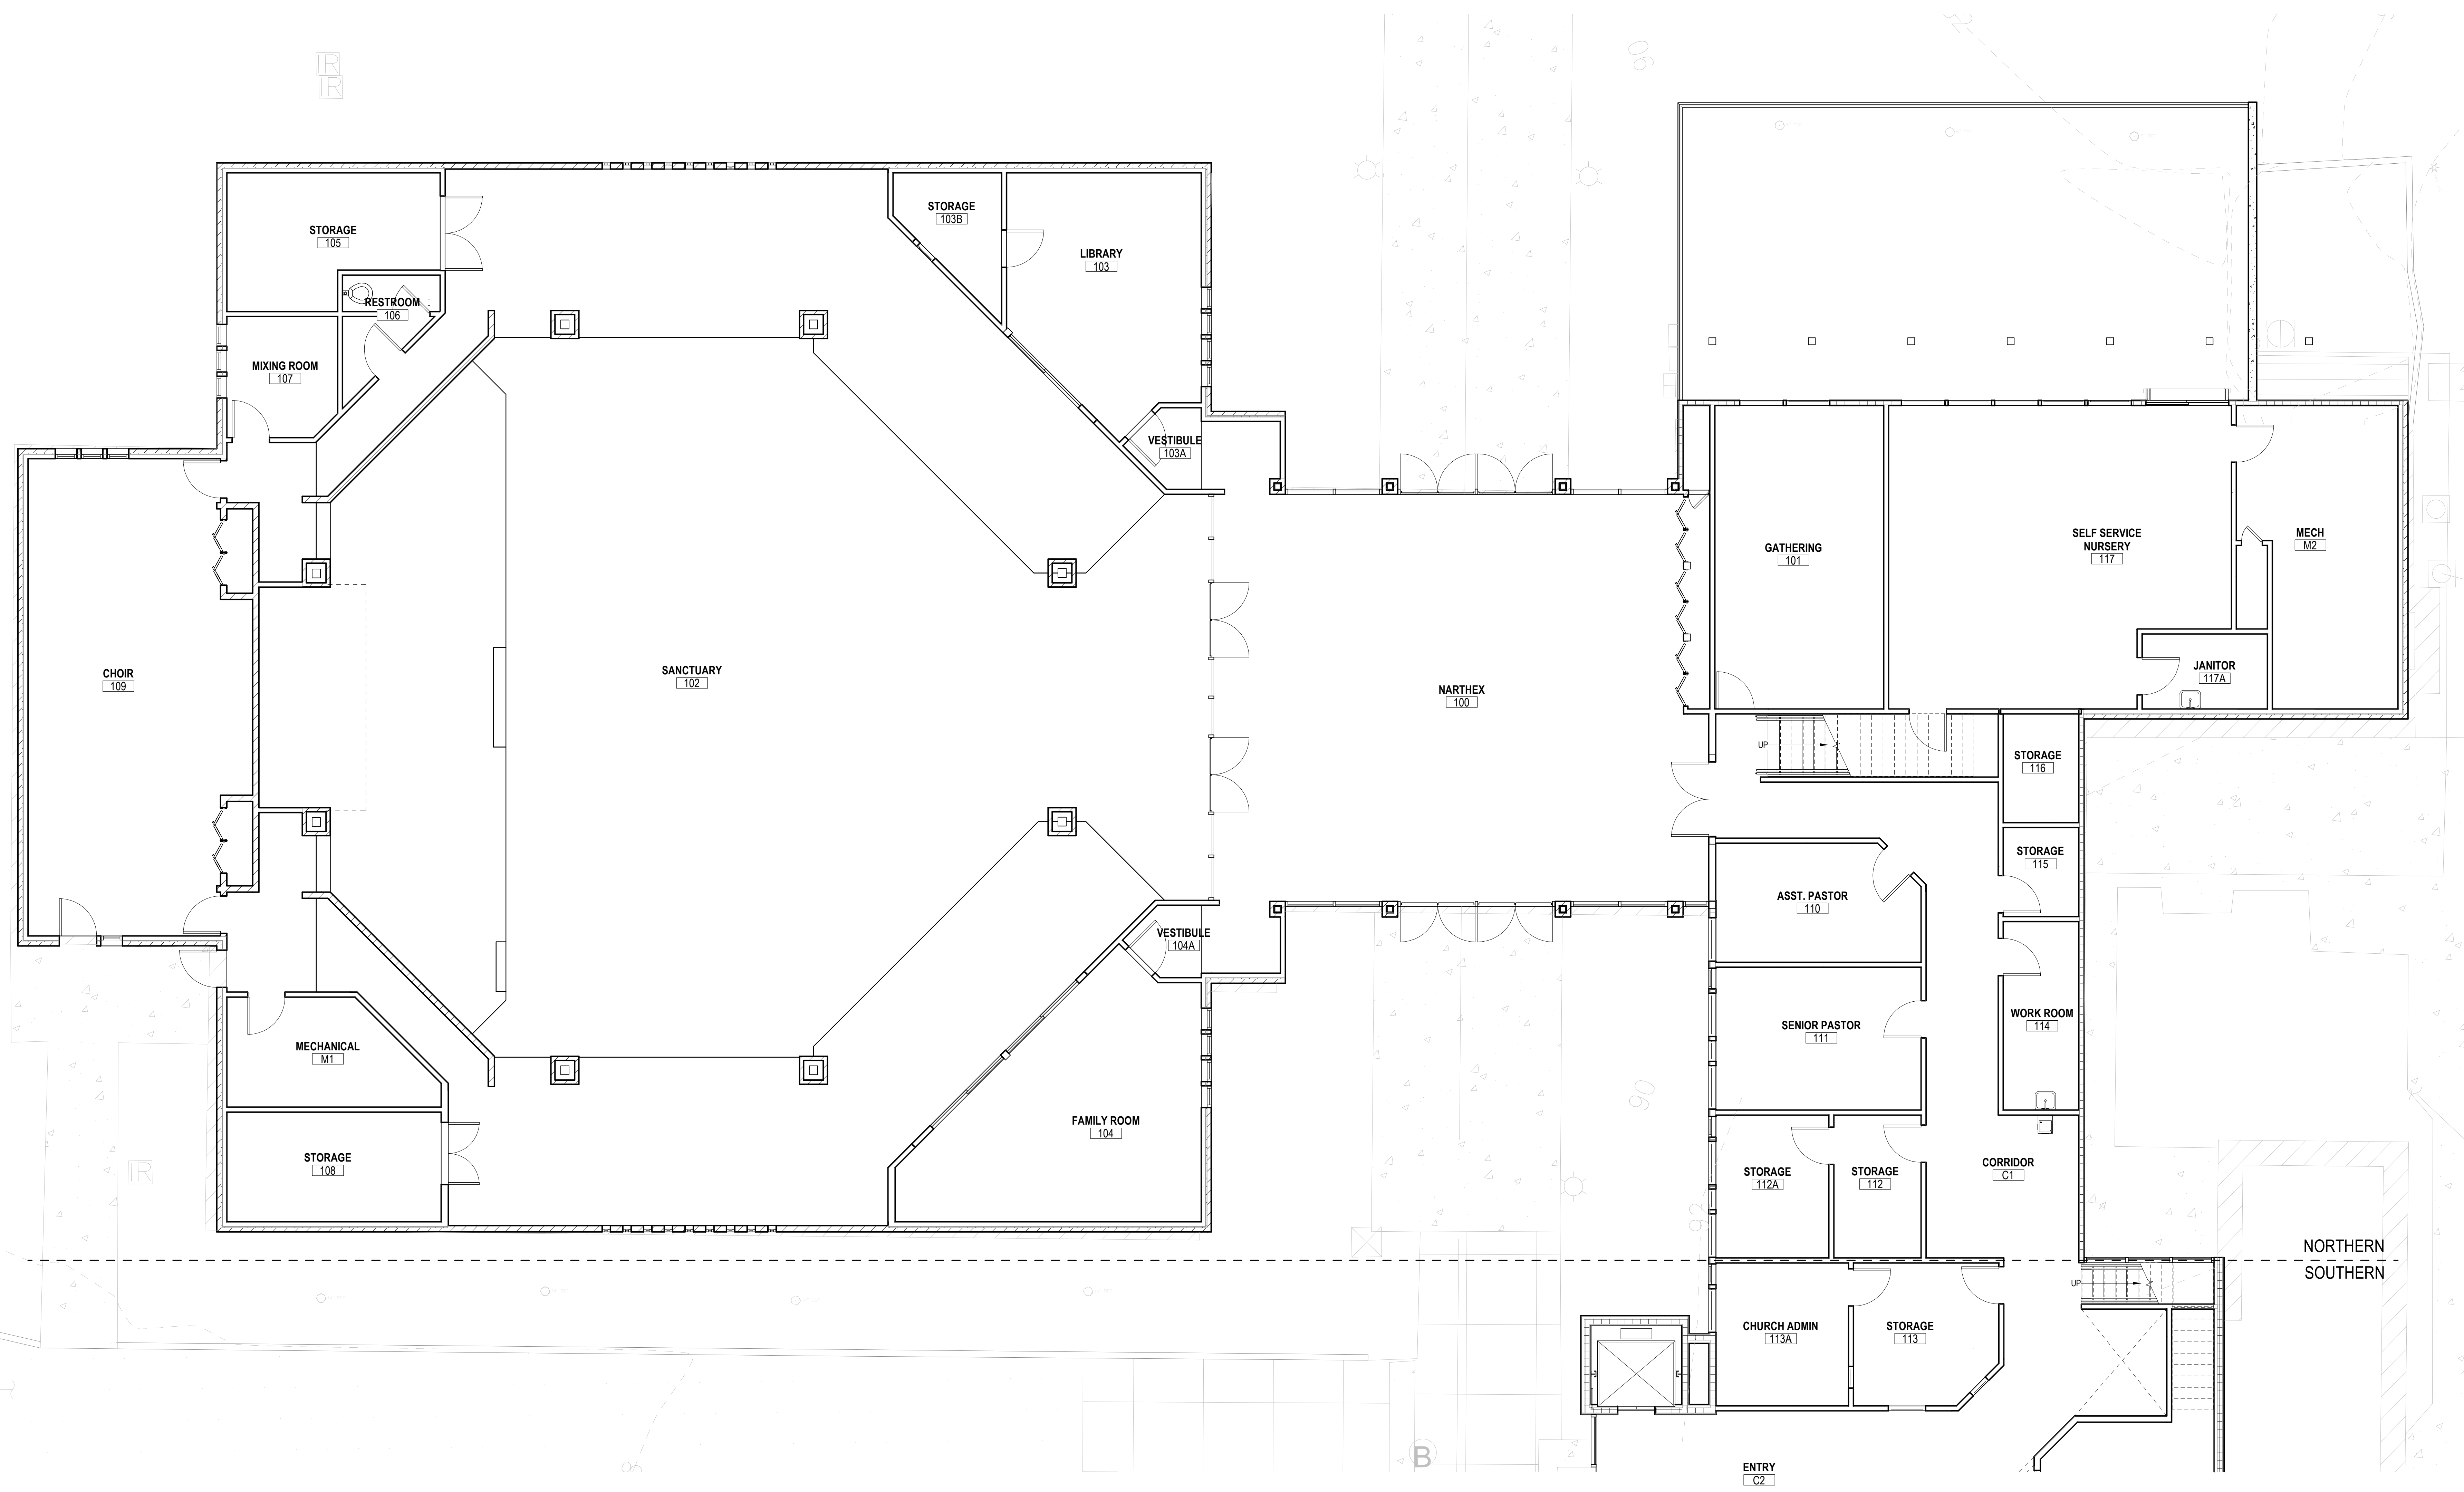 90
R
R
STORAGE
105
RESTROOM
106
MIXING ROOM
107
STORAGE
103B
LIBRARY
103
VESTIBULE
103A
CHOIR
109
SANCTUARY
102
NARTHEX
100
GATHERING
101
SELF SERVICE
NURSERY
117
MECH
M2
JANITOR
117A
UP
STORAGE
116
STORAGE
115
ASST. PASTOR
110
VESTIBULE
104A
WORK ROOM
114
SENIOR PASTOR
111
MECHANICAL
M1
FAMILY ROOM
104
90
STORAGE
108
R
STORAGE
112A
STORAGE
112
CORRIDOR
C1
92
NORTHERN
SOUTHERN
UP
CHURCH ADMIN
113A
STORAGE
113
B
ENTRY
C2